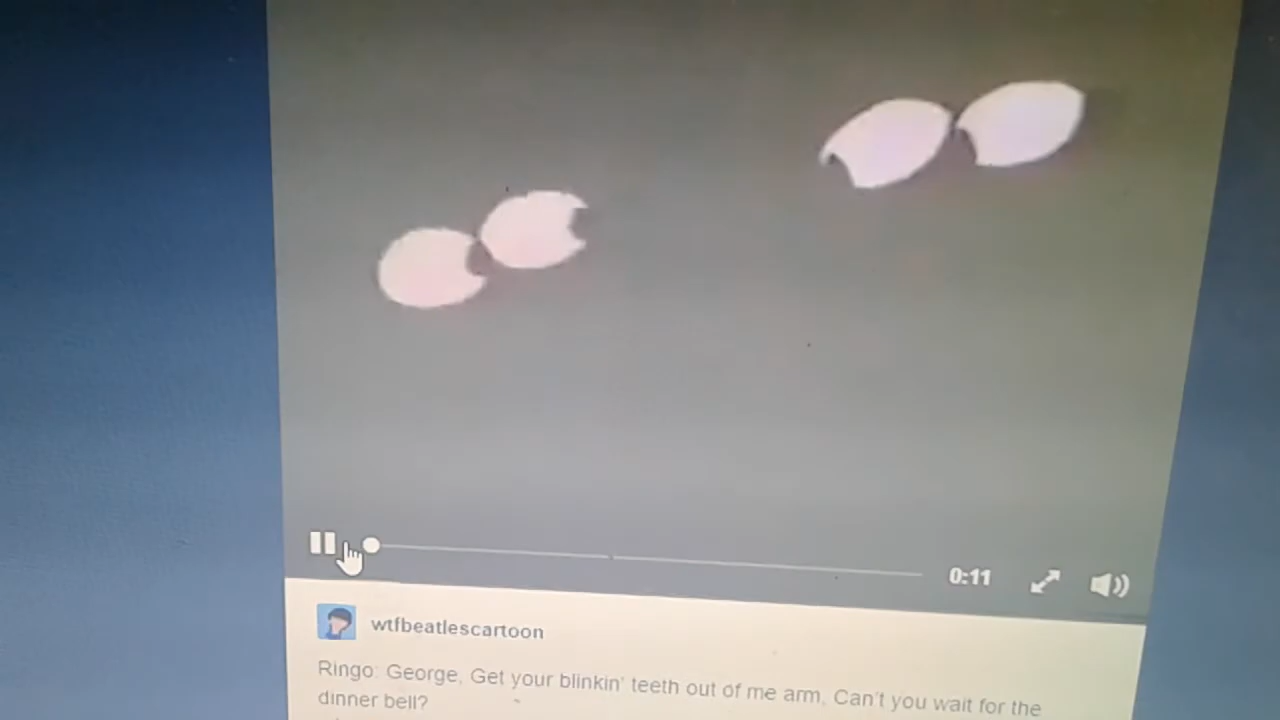 0:11
wtfbeatlescartoon
Ringo: George, Get your blinkin' teeth out of me arm, Can't you wait for the
dinner bell?